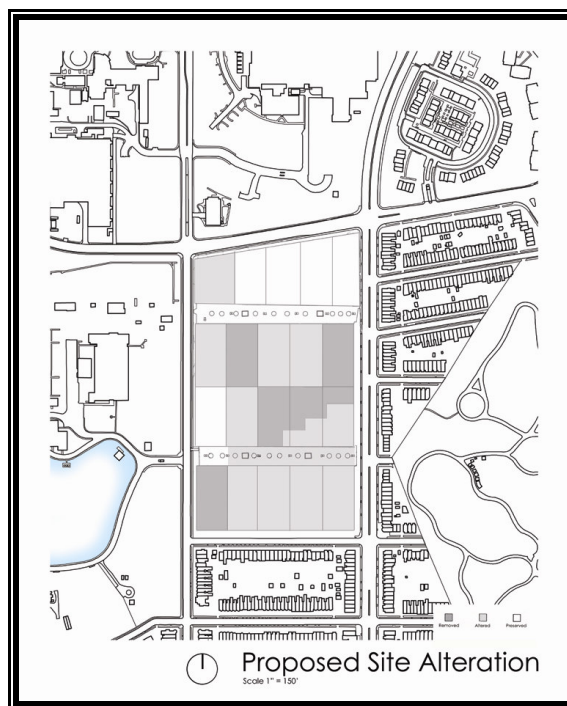 Removed Altered Preserved
Proposed Site Alteration
Scale 1" = 150'